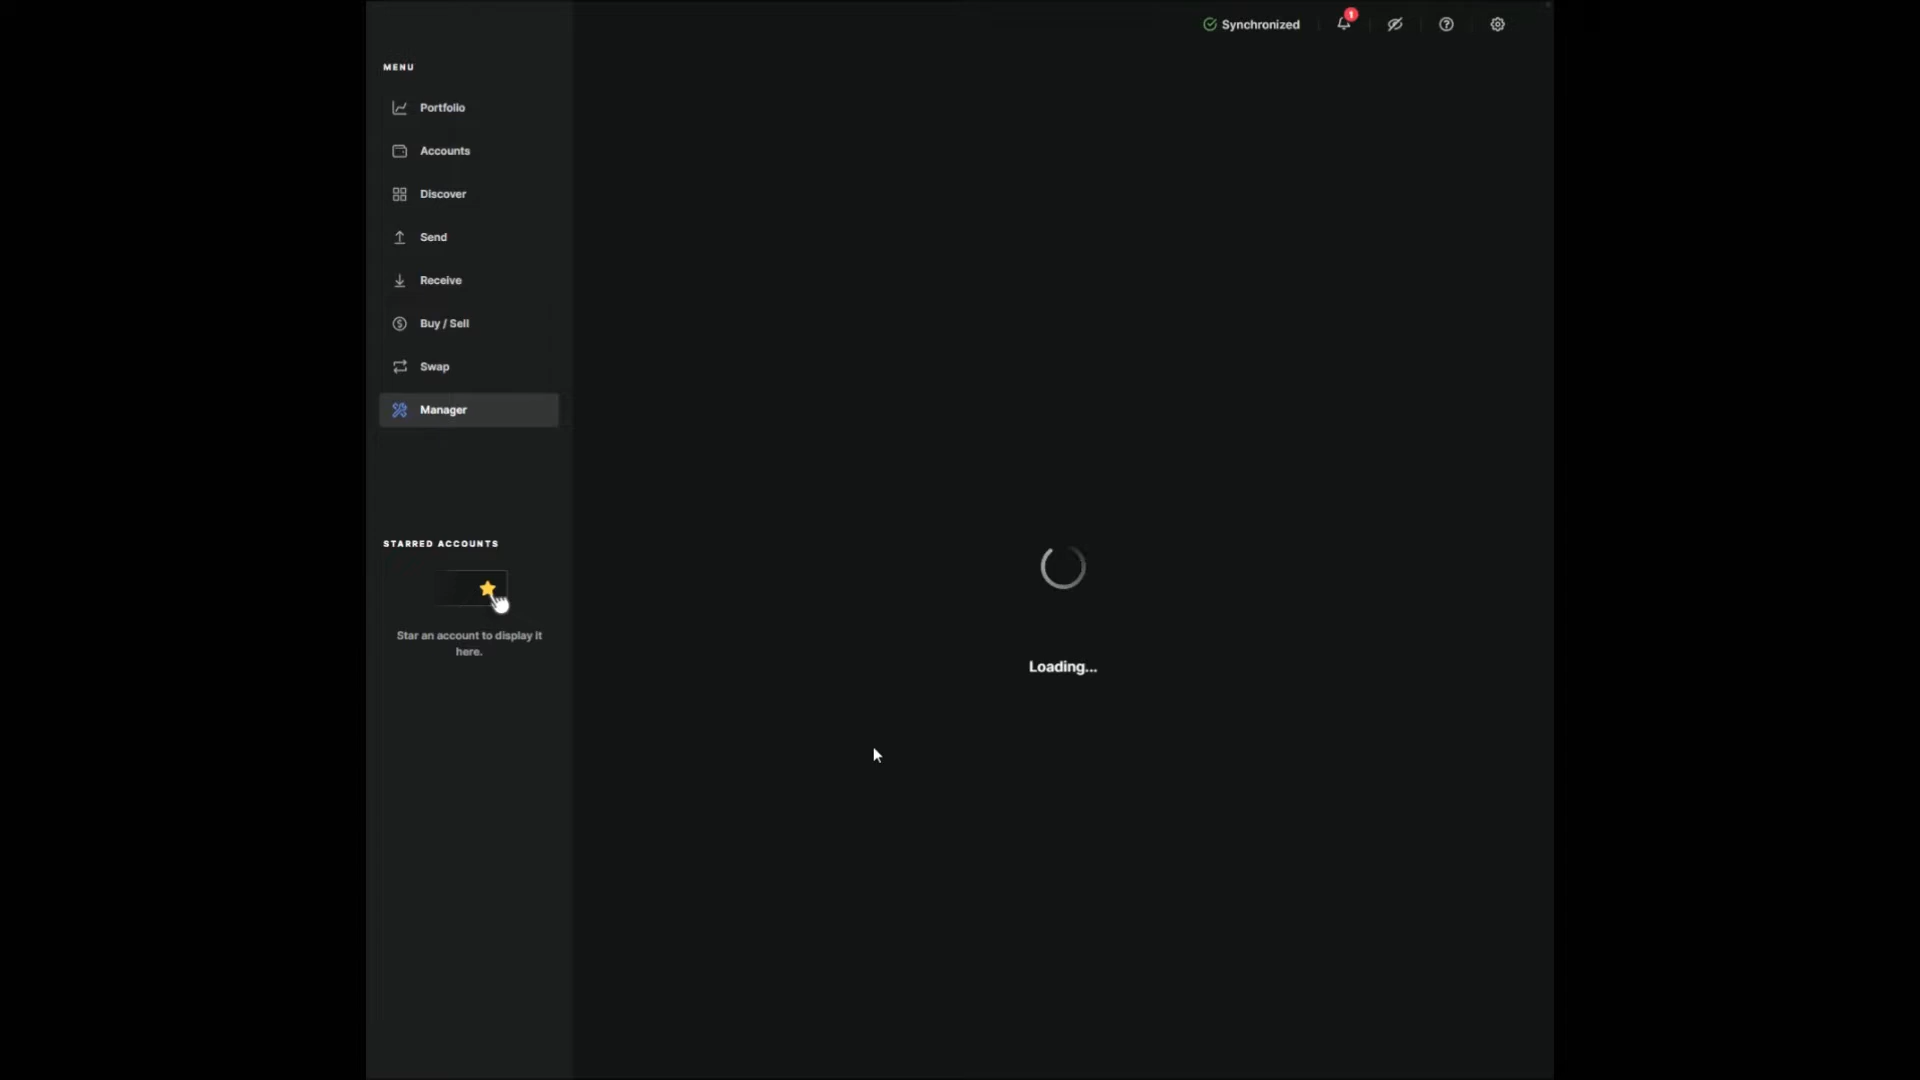 Synchronized
1
MENU
Portfolio
Accounts
Discover
Send
Receive
Buy / Sell
Swap
Manager
STARRED ACCOUNTS
Star an account to display it
here.
Loading...